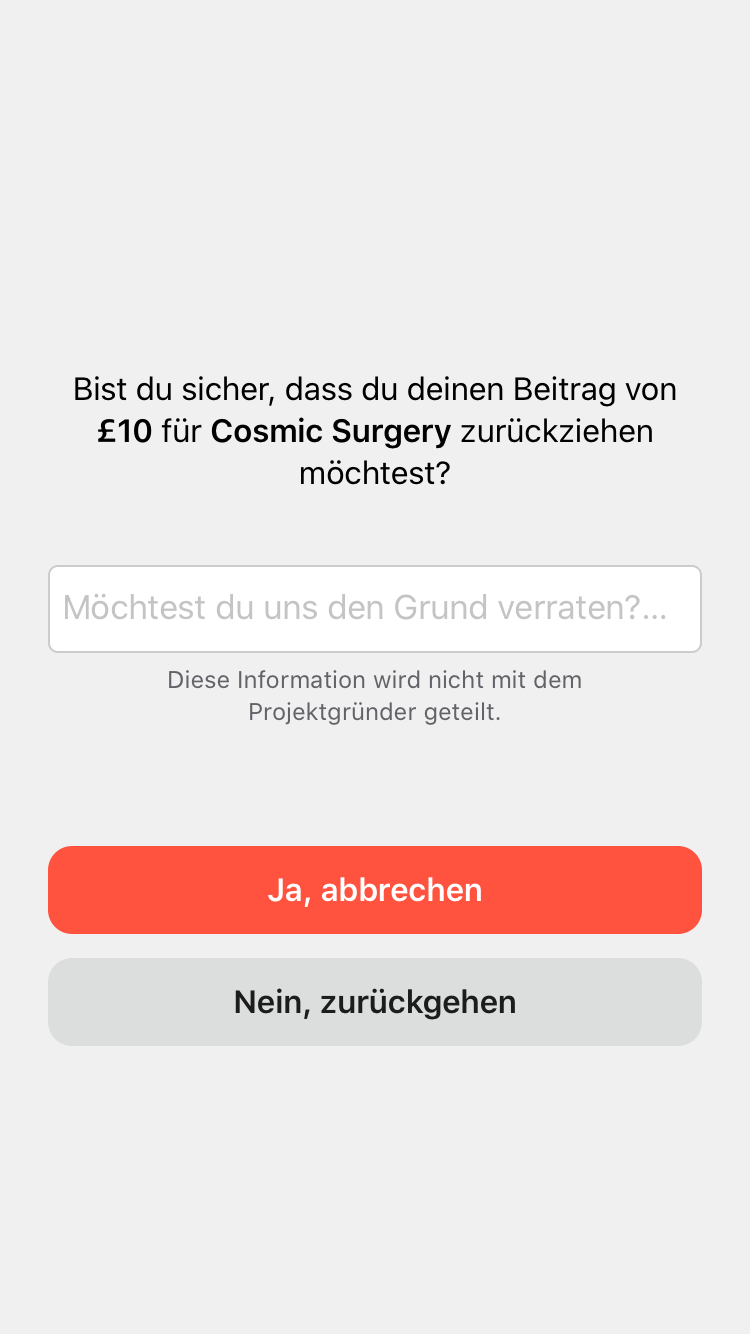 Bist du sicher, dass du deinen Beitrag von
£10 für Cosmic Surgery zurückziehen
möchtest?
Möchtest du uns den Grund verraten?...
Diese Information wird nicht mit dem
Projektgründer geteilt.
Ja, abbrechen
Nein, zurückgehen